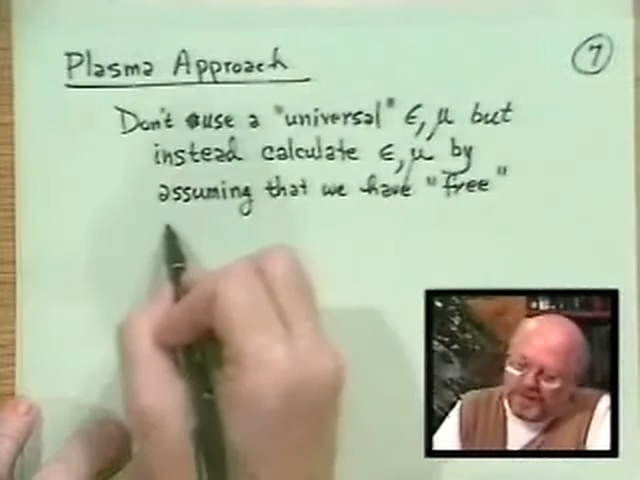 Plasma Approach
7
Don't use a "universal" ϵ, μ but
instead calculate ϵ, μ by
assuming that we have "free"